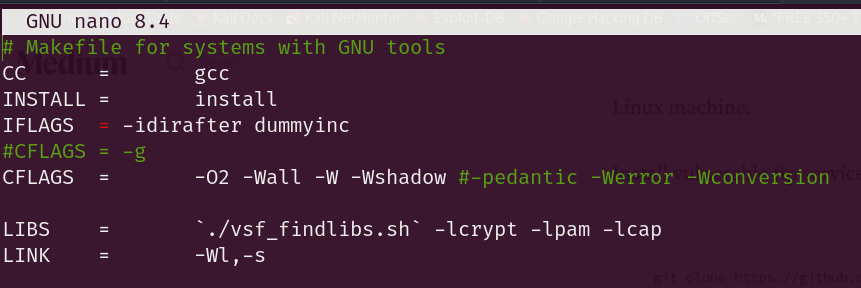 Kali Docs Kali NetHunter Exploit-DB Google Hacking DB OffSec "FREE 350+
GNU nano 8.4
# Makefile for systems with GNU tools
Medium
CC = gcc
INSTALL = install
Linux machine.
IFLAGS = -idirafter dummyinc
#CFLAGS = -g
CFLAGS = -O2 -Wall -W -Wshadow #-pedantic -Werror -Wconversion
LIBS = `./vsf_findlibs.sh` -lcrypt -lpam -lcap
LINK = -Wl,-s
git clone https://github.